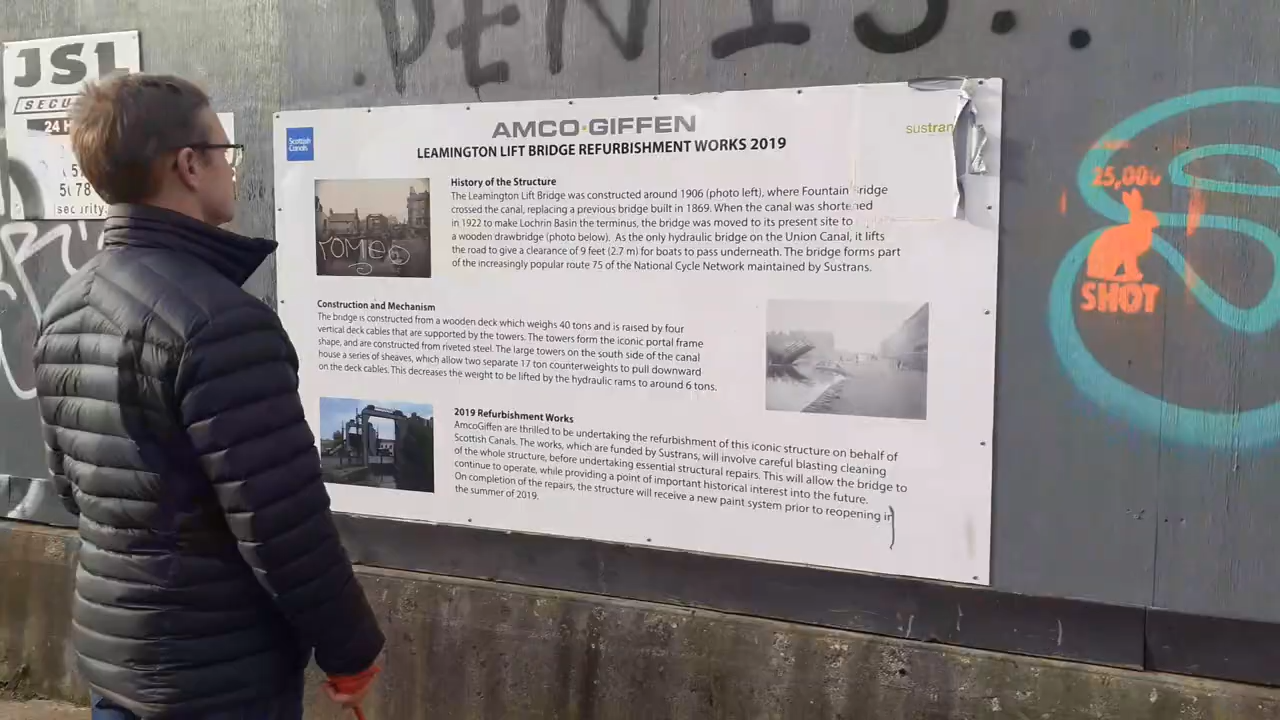 DENIS..
JSL
SECU
24 H
51
5( 78
security.
Scottish
Canals
AMCO GIFFEN
sustran
LEAMINGTON LIFT BRIDGE REFURBISHMENT WORKS 2019
History of the Structure
The Leamington Lift Bridge was constructed around 1906 (photo left), where Fountain Bridge
crossed the canal, replacing a previous bridge built in 1869. When the canal was shortened
in 1922 to make Lochrin Basin the terminus, the bridge was moved to its present site to
a wooden drawbridge (photo below). As the only hydraulic bridge on the Union Canal, it lifts
the road to give a clearance of 9 feet (2.7 m) for boats to pass underneath. The bridge forms part
of the increasingly popular route 75 of the National Cycle Network maintained by Sustrans.
ROMEO
Construction and Mechanism
The bridge is constructed from a wooden deck which weighs 40 tons and is raised by four
vertical deck cables that are supported by the towers. The towers form the iconic portal frame
shape, and are constructed from riveted steel. The large towers on the south side of the canal
house a series of sheaves, which allow two separate 17 ton counterweights to pull downward
on the deck cables. This decreases the weight to be lifted by the hydraulic rams to around 6 tons.
2019 Refurbishment Works
AmcoGiffen are thrilled to be undertaking the refurbishment of this iconic structure on behalf of
Scottish Canals. The works, which are funded by Sustrans, will involve careful blasting cleaning
of the whole structure, before undertaking essential structural repairs. This will allow the bridge to
continue to operate, while providing a point of important historical interest into the future.
On completion of the repairs, the structure will receive a new paint system prior to reopening in
the summer of 2019.
25,000
SHOT